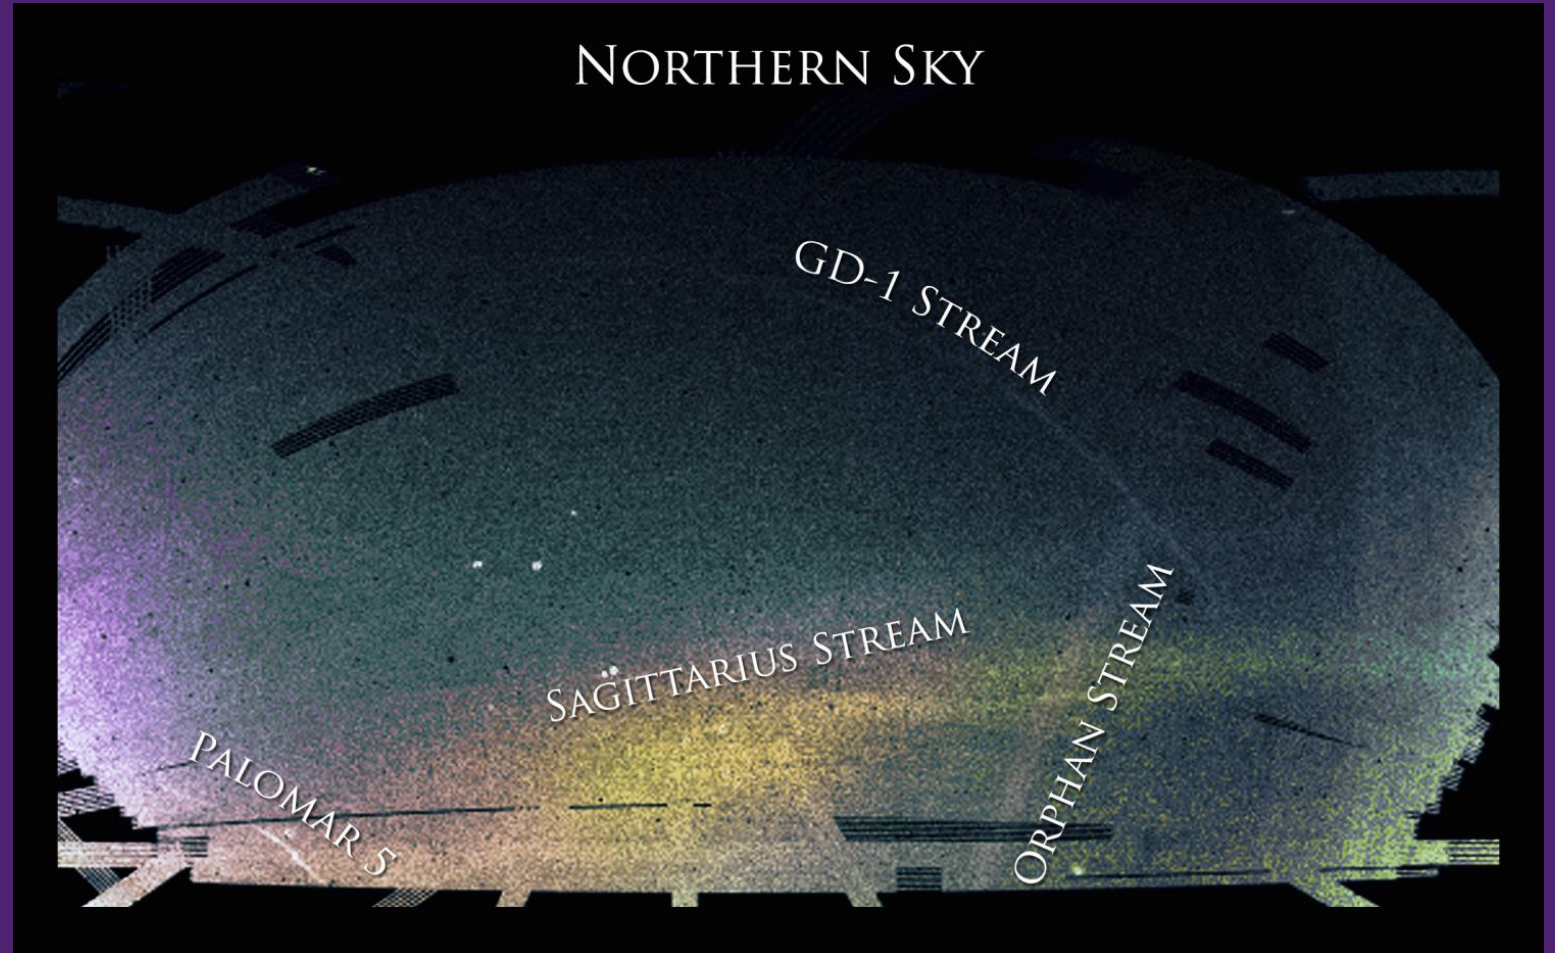 Northern Sky
GD-1 Stream
Sagittarius Stream
Orphan Stream
Palomar 5